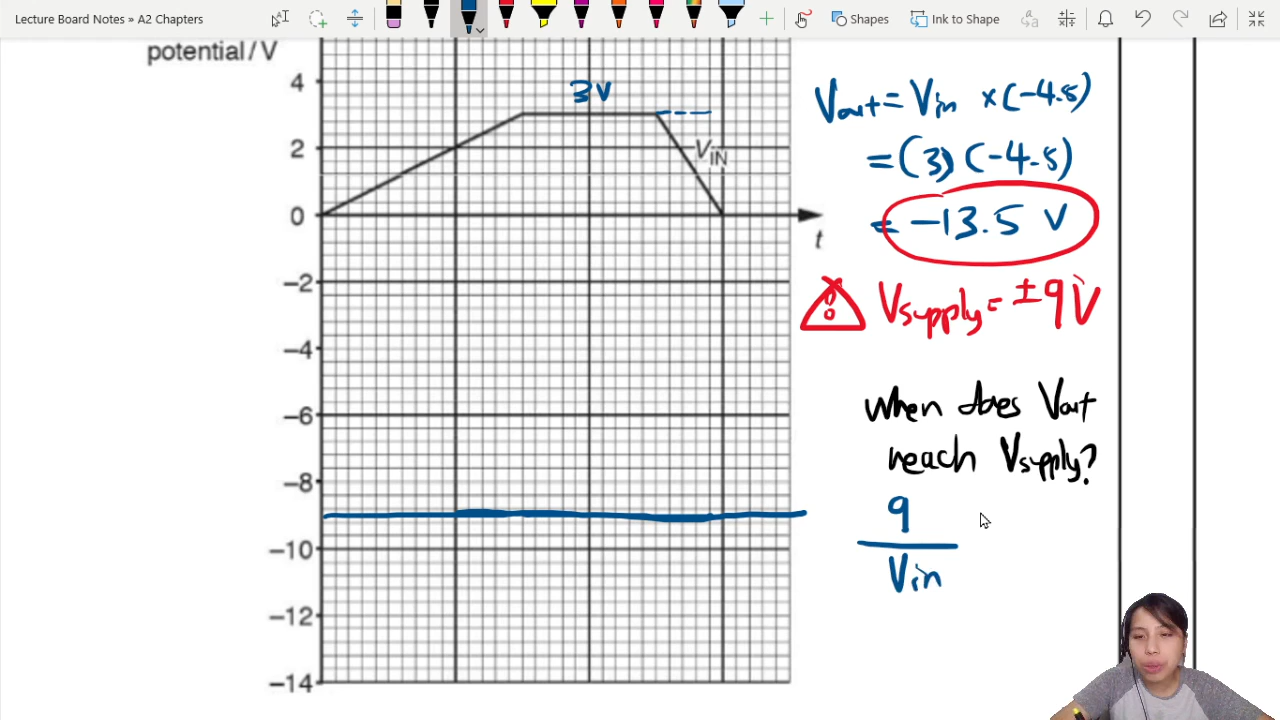 Lecture Board Notes » A2 Chapters
Shapes
Ink to Shape
potential / V
4
2
0
−2
−4
−6
−8
−10
−12
−14
3V
VIN
t
Vout = Vin × (−4.5)
= (3) (−4.5)
= −13.5 V
Vsupply = ±9V
When does Vout
reach Vsupply?
9
Vin